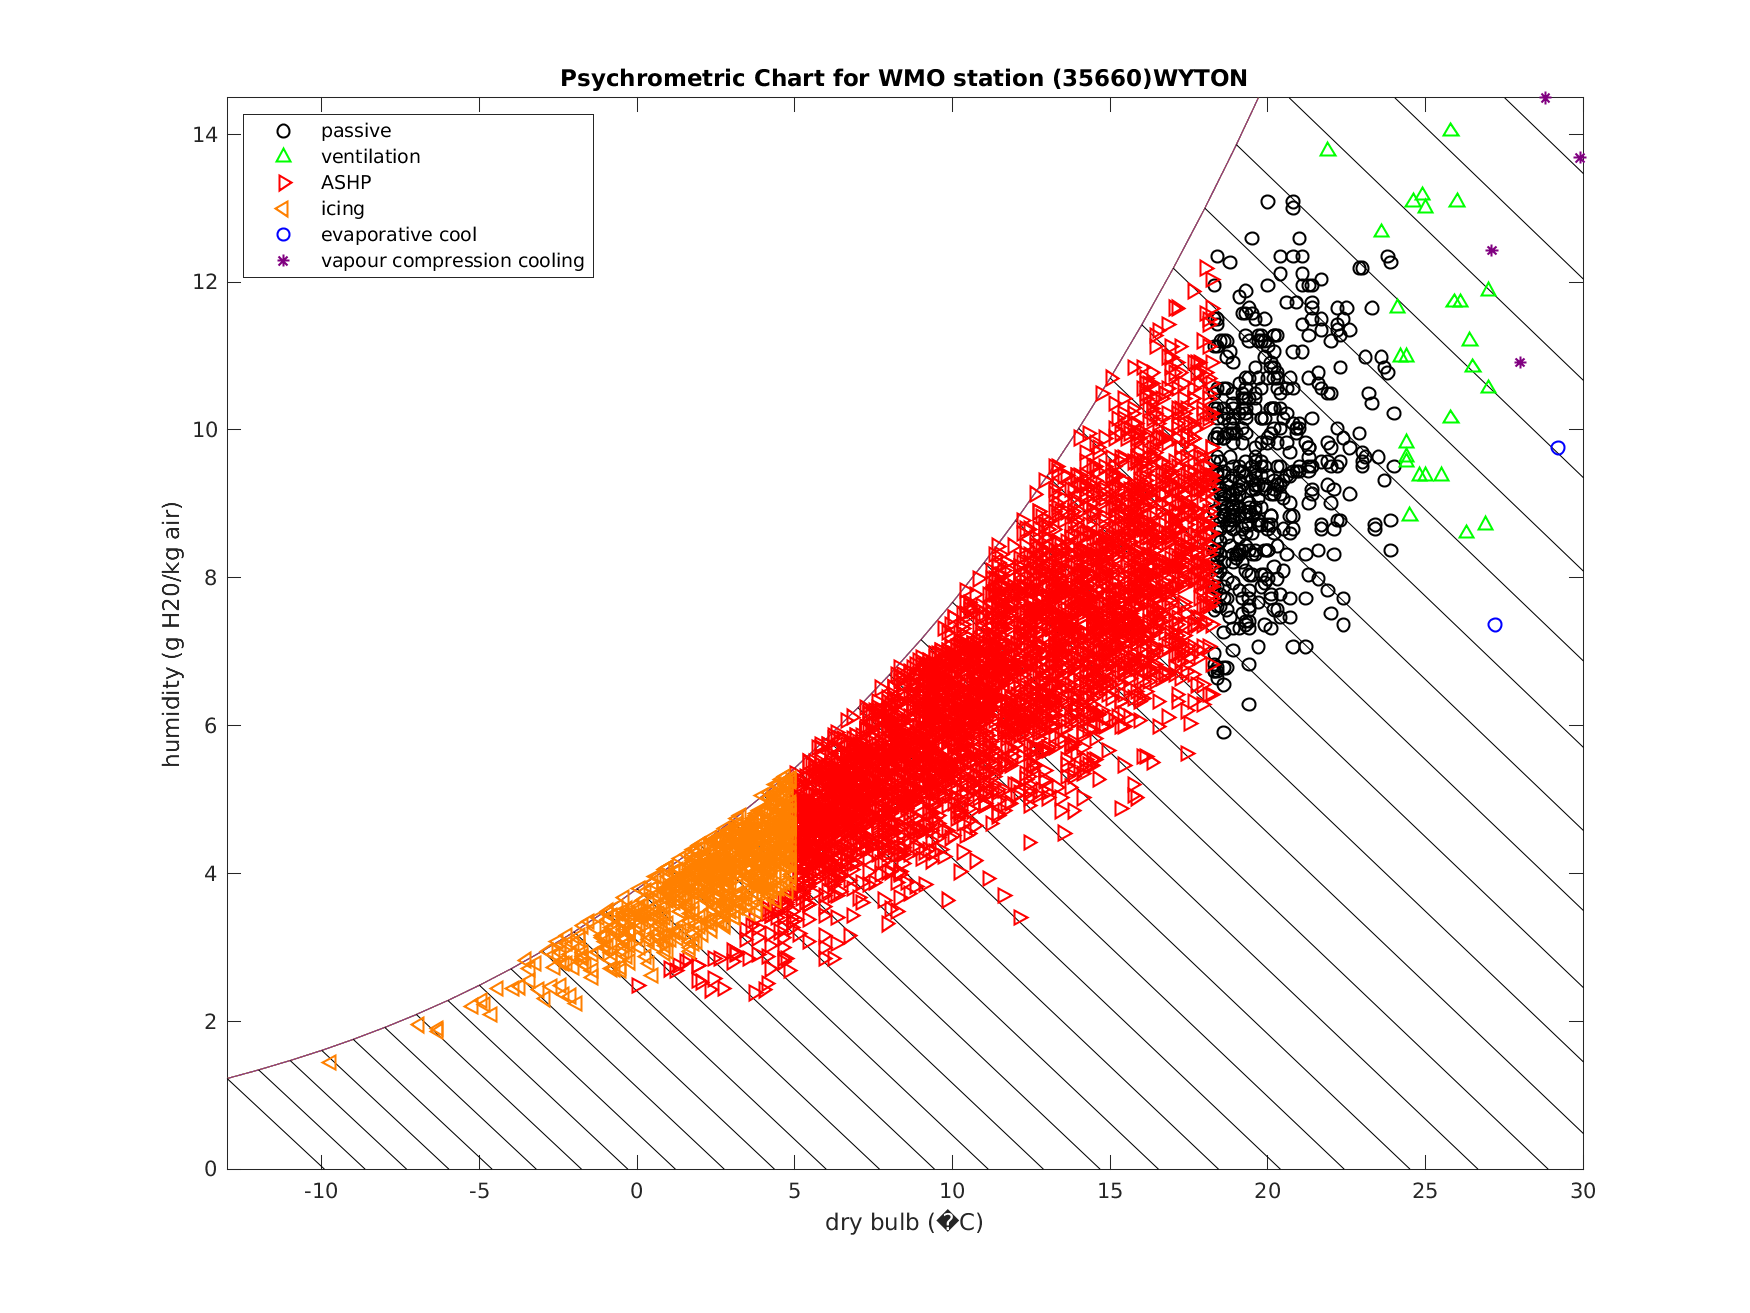 Psychrometric Chart for WMO station (35660)WYTON
passive
ventilation
ASHP
icing
evaporative cool
vapour compression cooling
14
12
10
8
6
4
2
0
humidity (g H20/kg air)
-10 -5 0 5 10 15 20 25 30
dry bulb (�C)